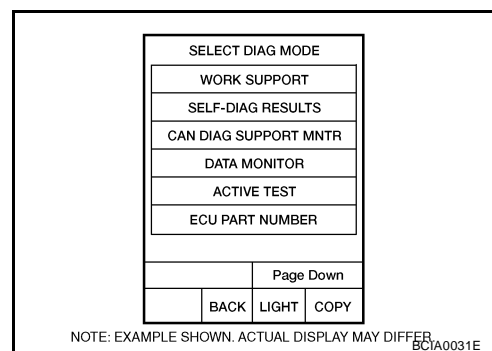 SELECT DIAG MODE
WORK SUPPORT
SELF-DIAG RESULTS
CAN DIAG SUPPORT MNTR
DATA MONITOR
ACTIVE TEST
ECU PART NUMBER
Page Down
BACK LIGHT COPY
NOTE: EXAMPLE SHOWN. ACTUAL DISPLAY MAY DIFFER.
BCIA0031E